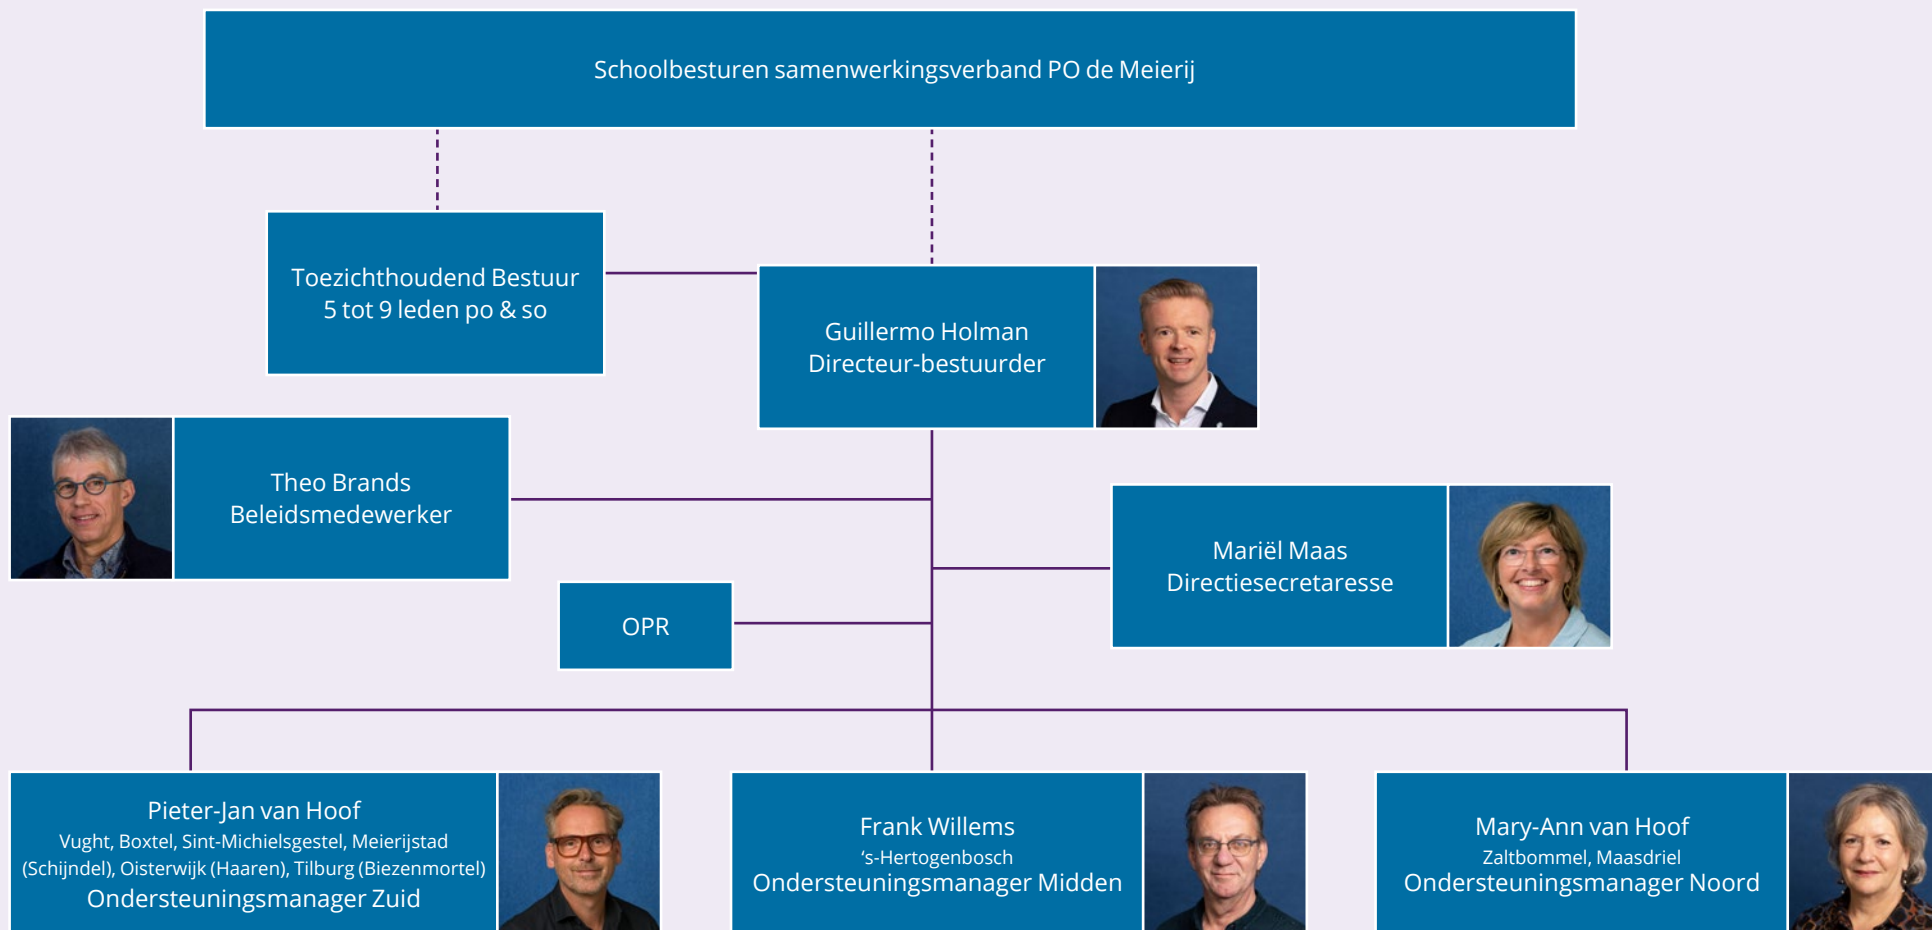 Schoolbesturen samenwerkingsverband PO de Meierij
Toezichthoudend Bestuur
5 tot 9 leden po & so
Guillermo Holman
Directeur-bestuurder
Theo Brands
Beleidsmedewerker
Mariël Maas
Directiesecretaresse
OPR
Pieter-Jan van Hoof
Vught, Boxtel, Sint-Michielsgestel, Meierijstad
(Schijndel), Oisterwijk (Haaren), Tilburg (Biezenmortel)
Ondersteuningsmanager Zuid
Frank Willems
‘s-Hertogenbosch
Ondersteuningsmanager Midden
Mary-Ann van Hoof
Zaltbommel, Maasdriel
Ondersteuningsmanager Noord